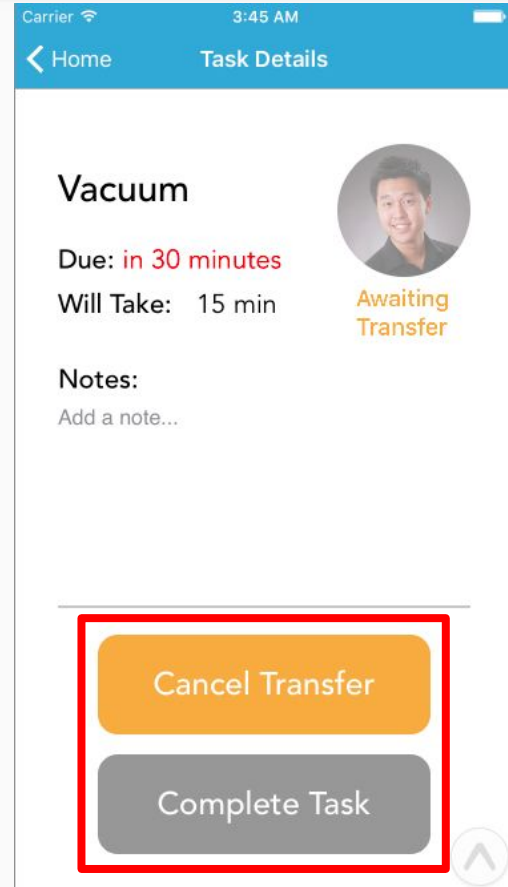 Carrier 3:45 AM
Home Task Details
Vacuum
Due: in 30 minutes
Will Take: 15 min
Awaiting
Transfer
Notes:
Add a note...
Cancel Transfer
Complete Task